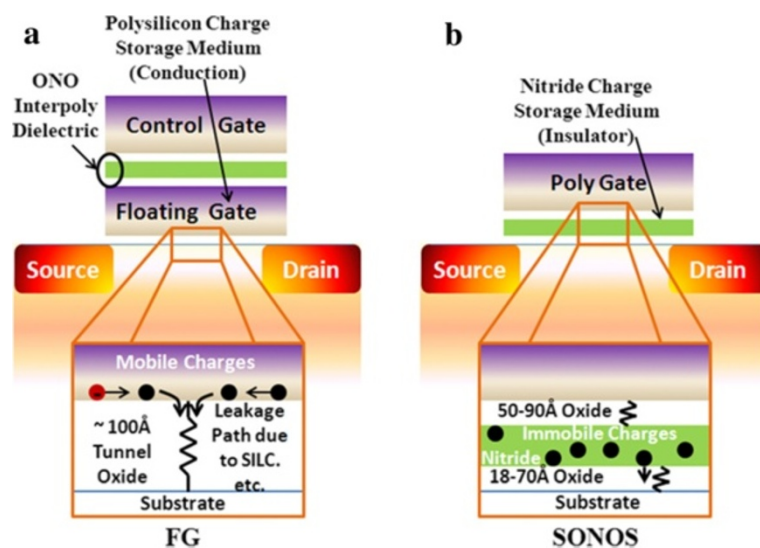 a
Polysilicon Charge
Storage Medium
(Conduction)
ONO
Interpoly
Dielectric
Control Gate
Floating Gate
Source
Drain
Mobile Charges
~ 100Å
Tunnel
Oxide
Leakage
Path due
to SILC.
etc.
Substrate
FG
b
Nitride Charge
Storage Medium
(Insulator)
Poly Gate
Source
Drain
50-90Å Oxide
Immobile Charges
Nitride
18-70Å Oxide
Substrate
SONOS